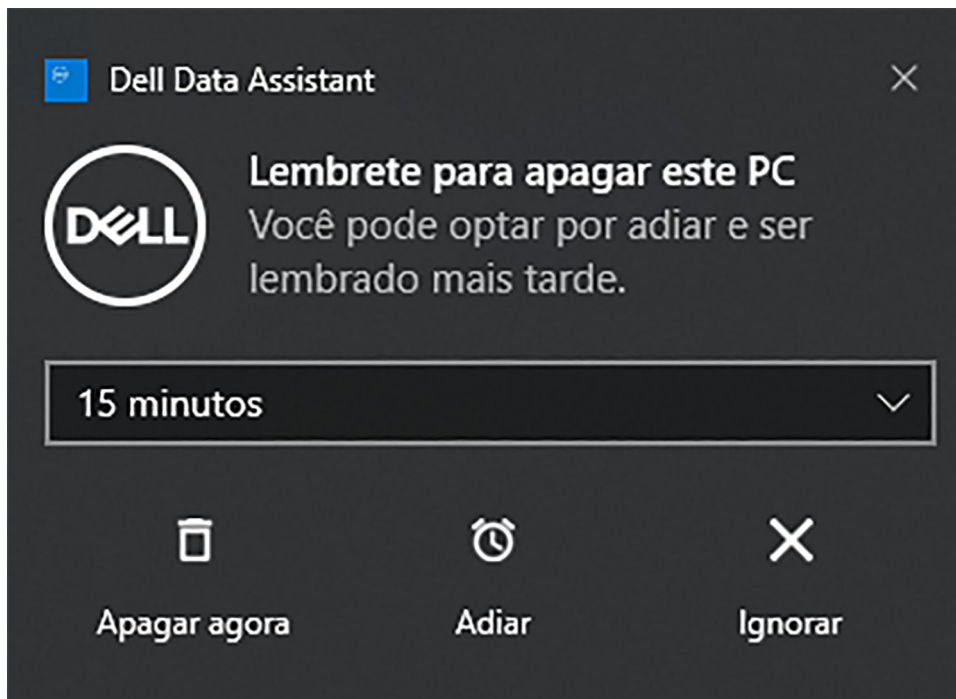 Dell Data Assistant
DELL
Lembrete para apagar este PC
Você pode optar por adiar e ser
lembrado mais tarde.
15 minutos
Apagar agora
Adiar
Ignorar